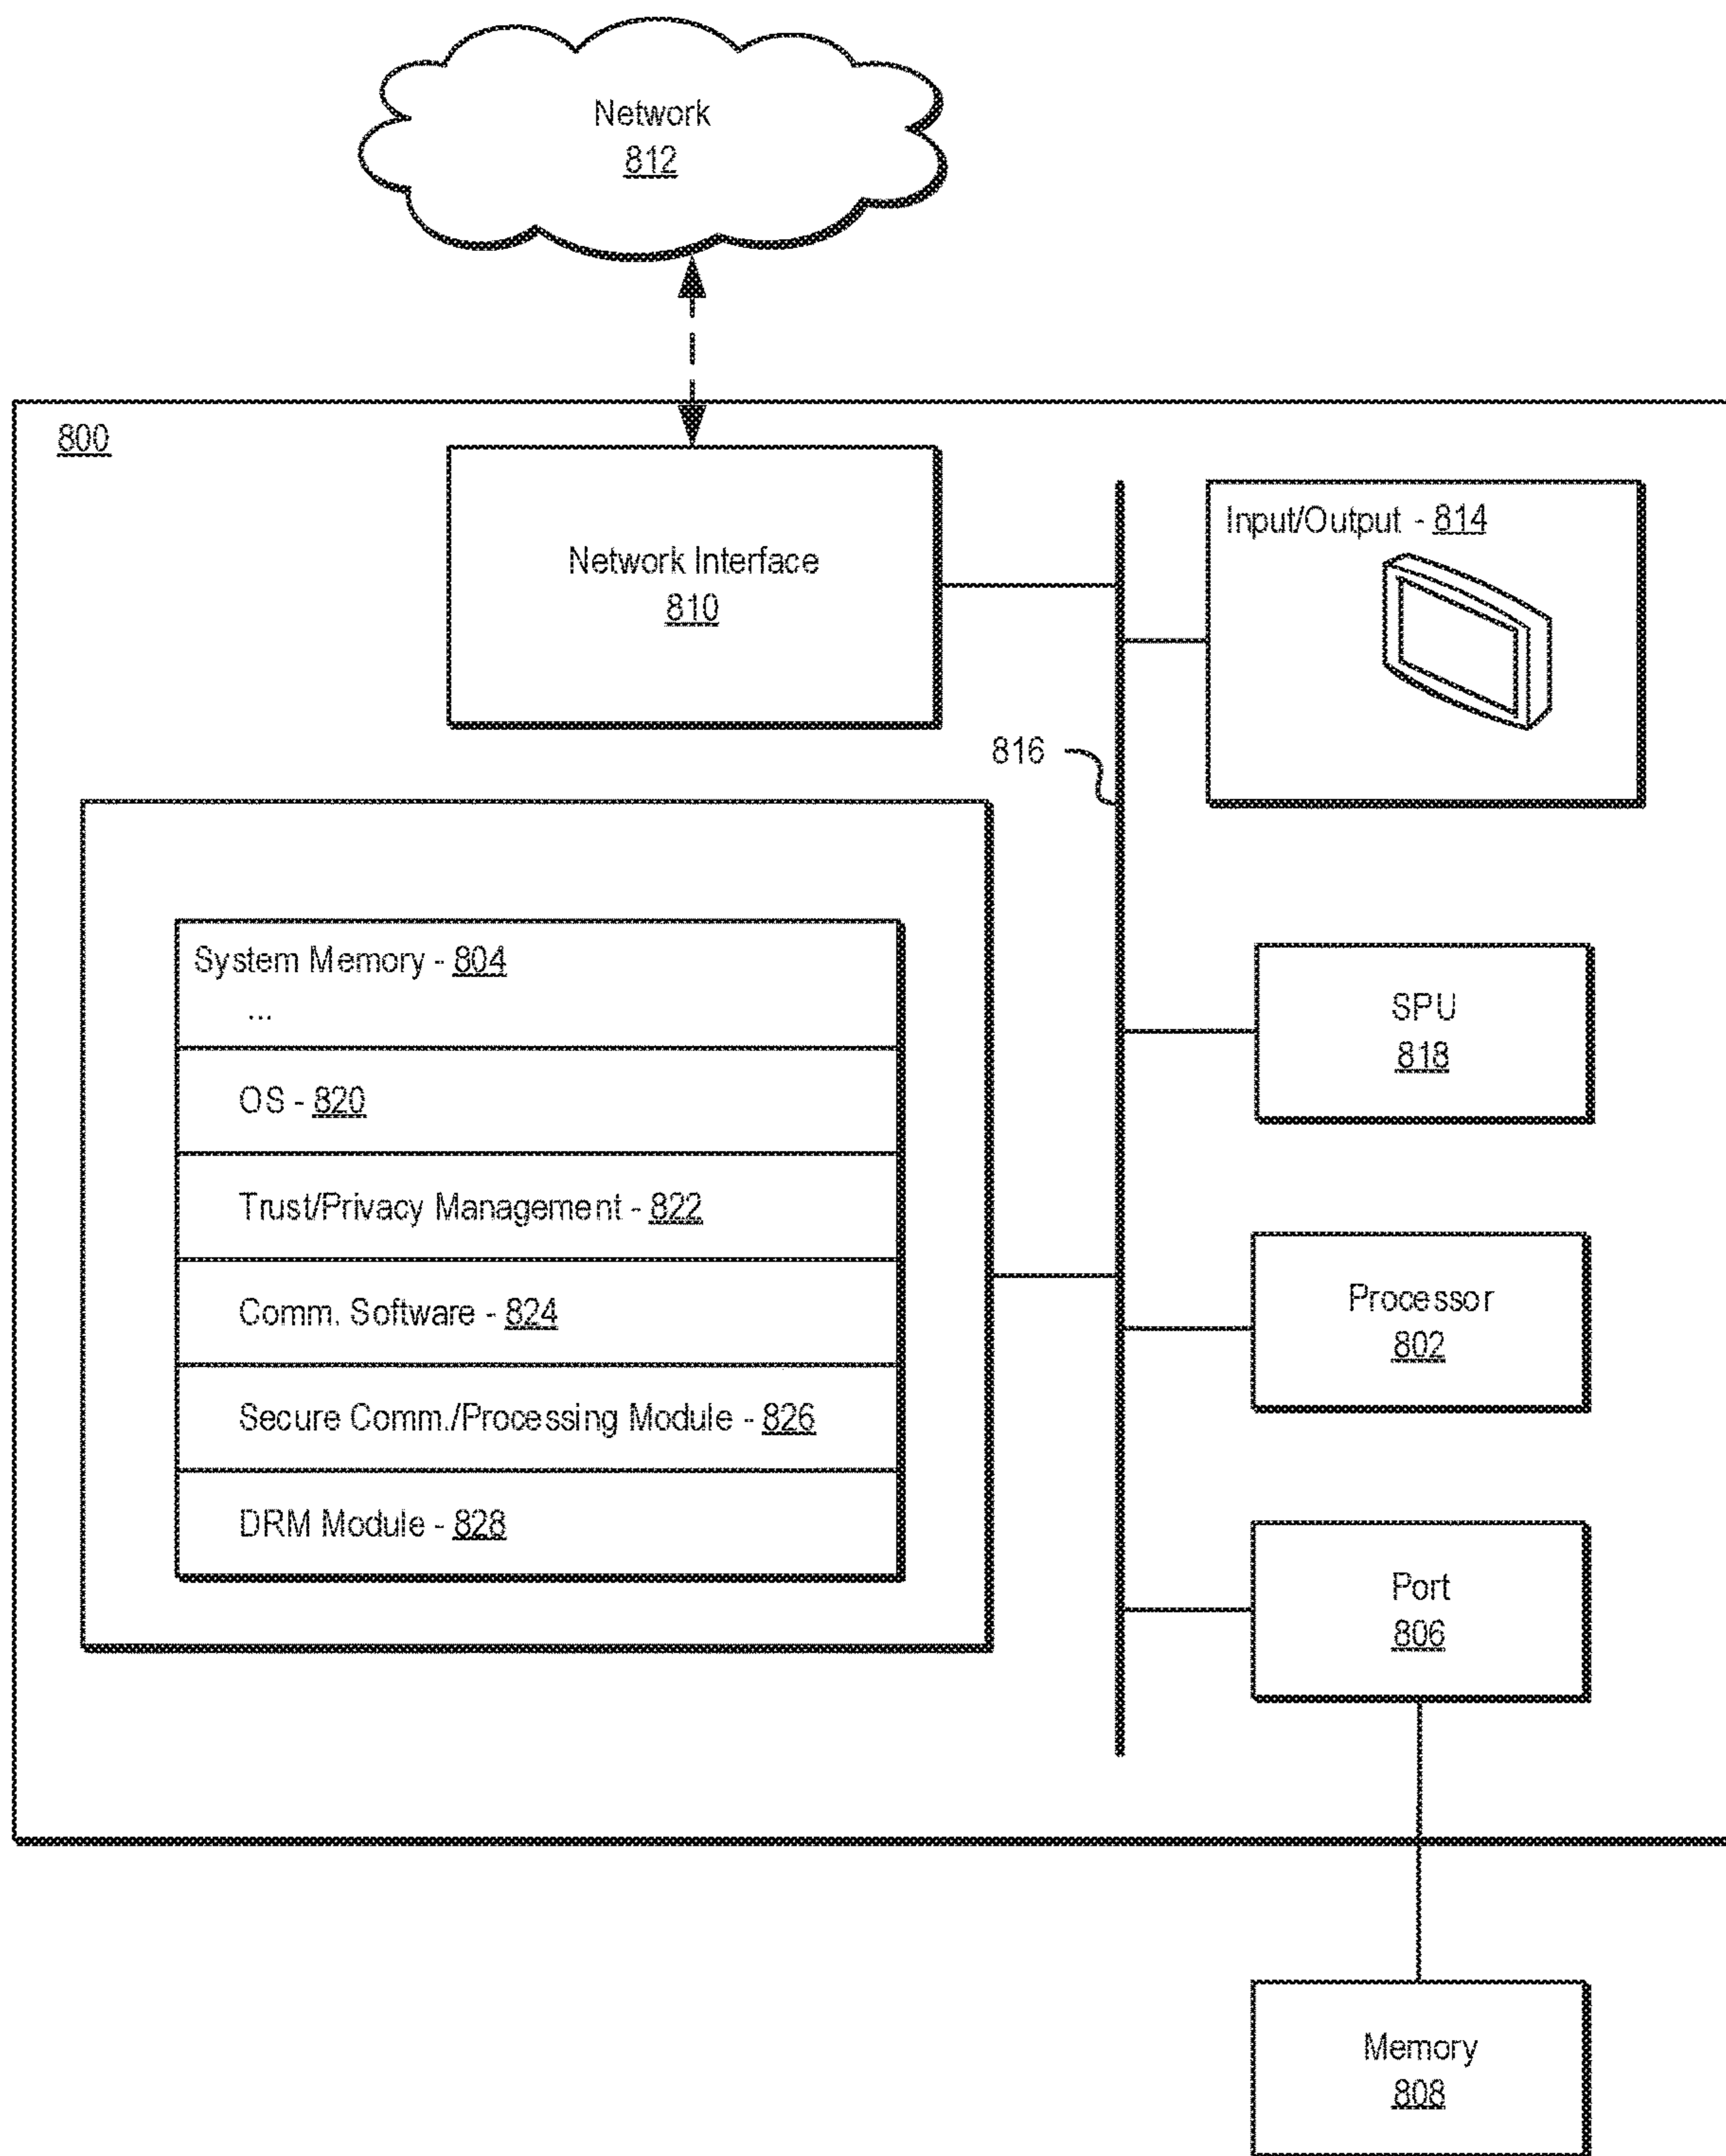 Network
812
800
Network Interface
810
Input/Output - 814
816
System Memory - 804
...
OS - 820
Trust/Privacy Management - 822
Comm. Software - 824
Secure Comm./Processing Module - 826
DRM Module - 828
SPU
818
Processor
802
Port
806
Memory
808